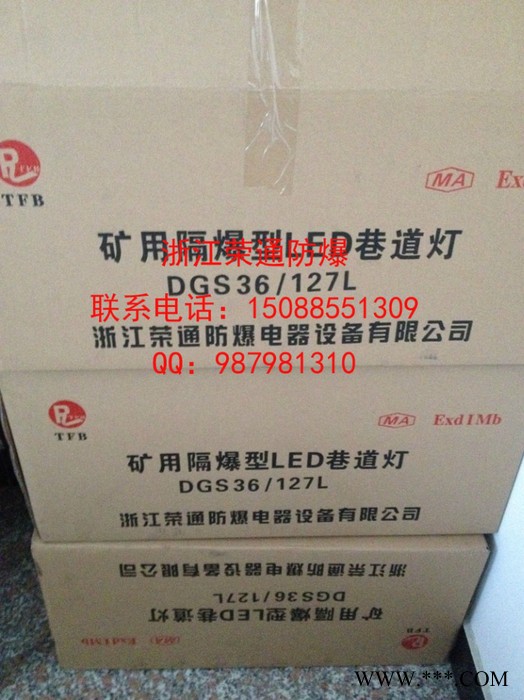 TFB
MA
Exd
矿用隔爆型LED巷道灯
浙江荣通防爆
DGS36/127L
联系电话：15088551309
浙江荣通防爆电器设备有限公司
QQ：987981310
TFB
MA
ExdIMb
矿用隔爆型LED巷道灯
DGS36/127L
浙江荣通防爆电器设备有限公司
浙江荣通防爆电器设备有限公司
DGS36/127L
矿用隔爆型LED巷道灯
ExdIMb
MA
TFB
www.***.com